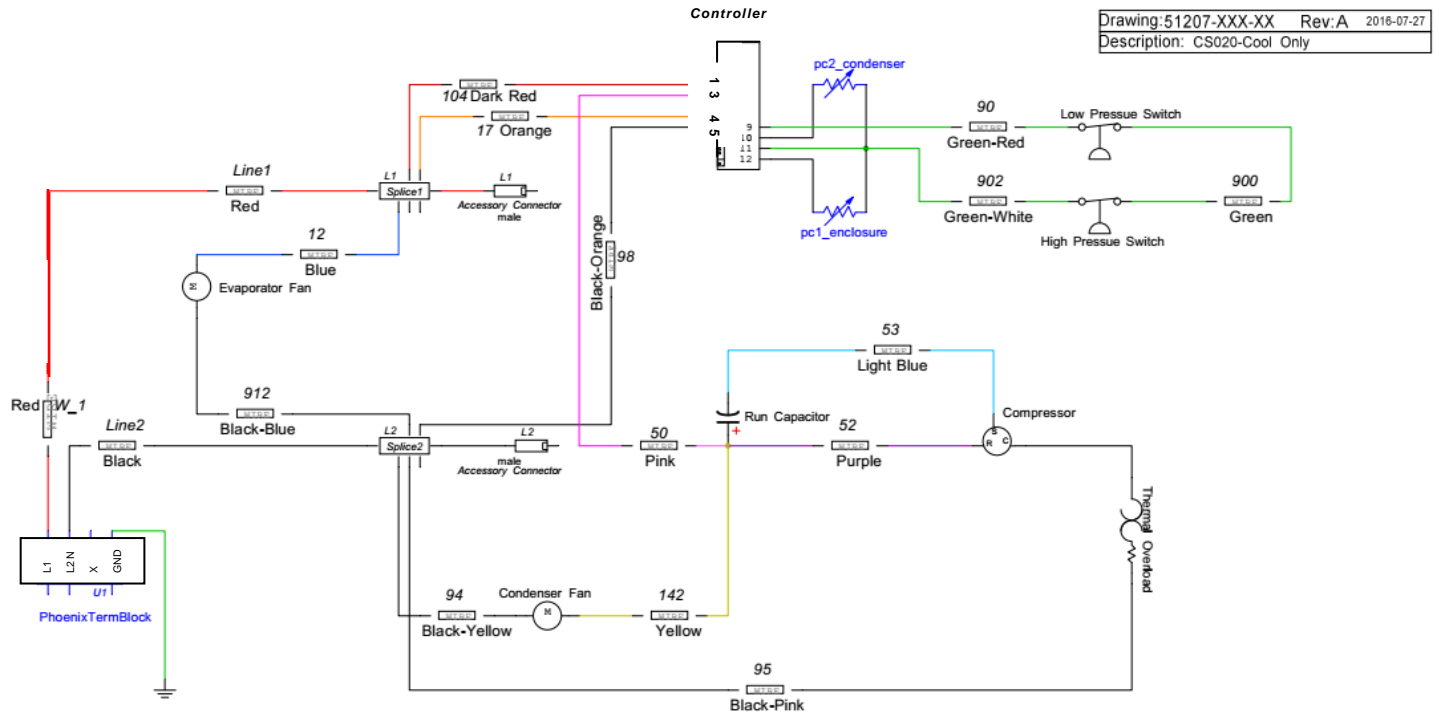 Controller
Drawing:51207-XXX-XX Rev:A 2016-07-27
Description: CS020-Cool Only
pc2_condenser
104 Dark Red
1
3
17 Orange
4
5
9
10
11
12
90
Green-Red
Low Pressue Switch
902
Green-White
High Pressue Switch
900
Green
pc1_enclosure
Line1
Red
L1
Splice1
L1
Accessory Connector
male
12
Blue
M
Evaporator Fan
Black-Orange
98
53
Light Blue
Red W_1
912
Black-Blue
Line2
Black
L2
Splice2
L2
male
Accessory Connector
50
Pink
Run Capacitor
+
52
Purple
Compressor
S
R
C
Thermal Overload
L1
L2 N
X
GND
U1
PhoenixTermBlock
94
Black-Yellow
Condenser Fan
M
142
Yellow
95
Black-Pink